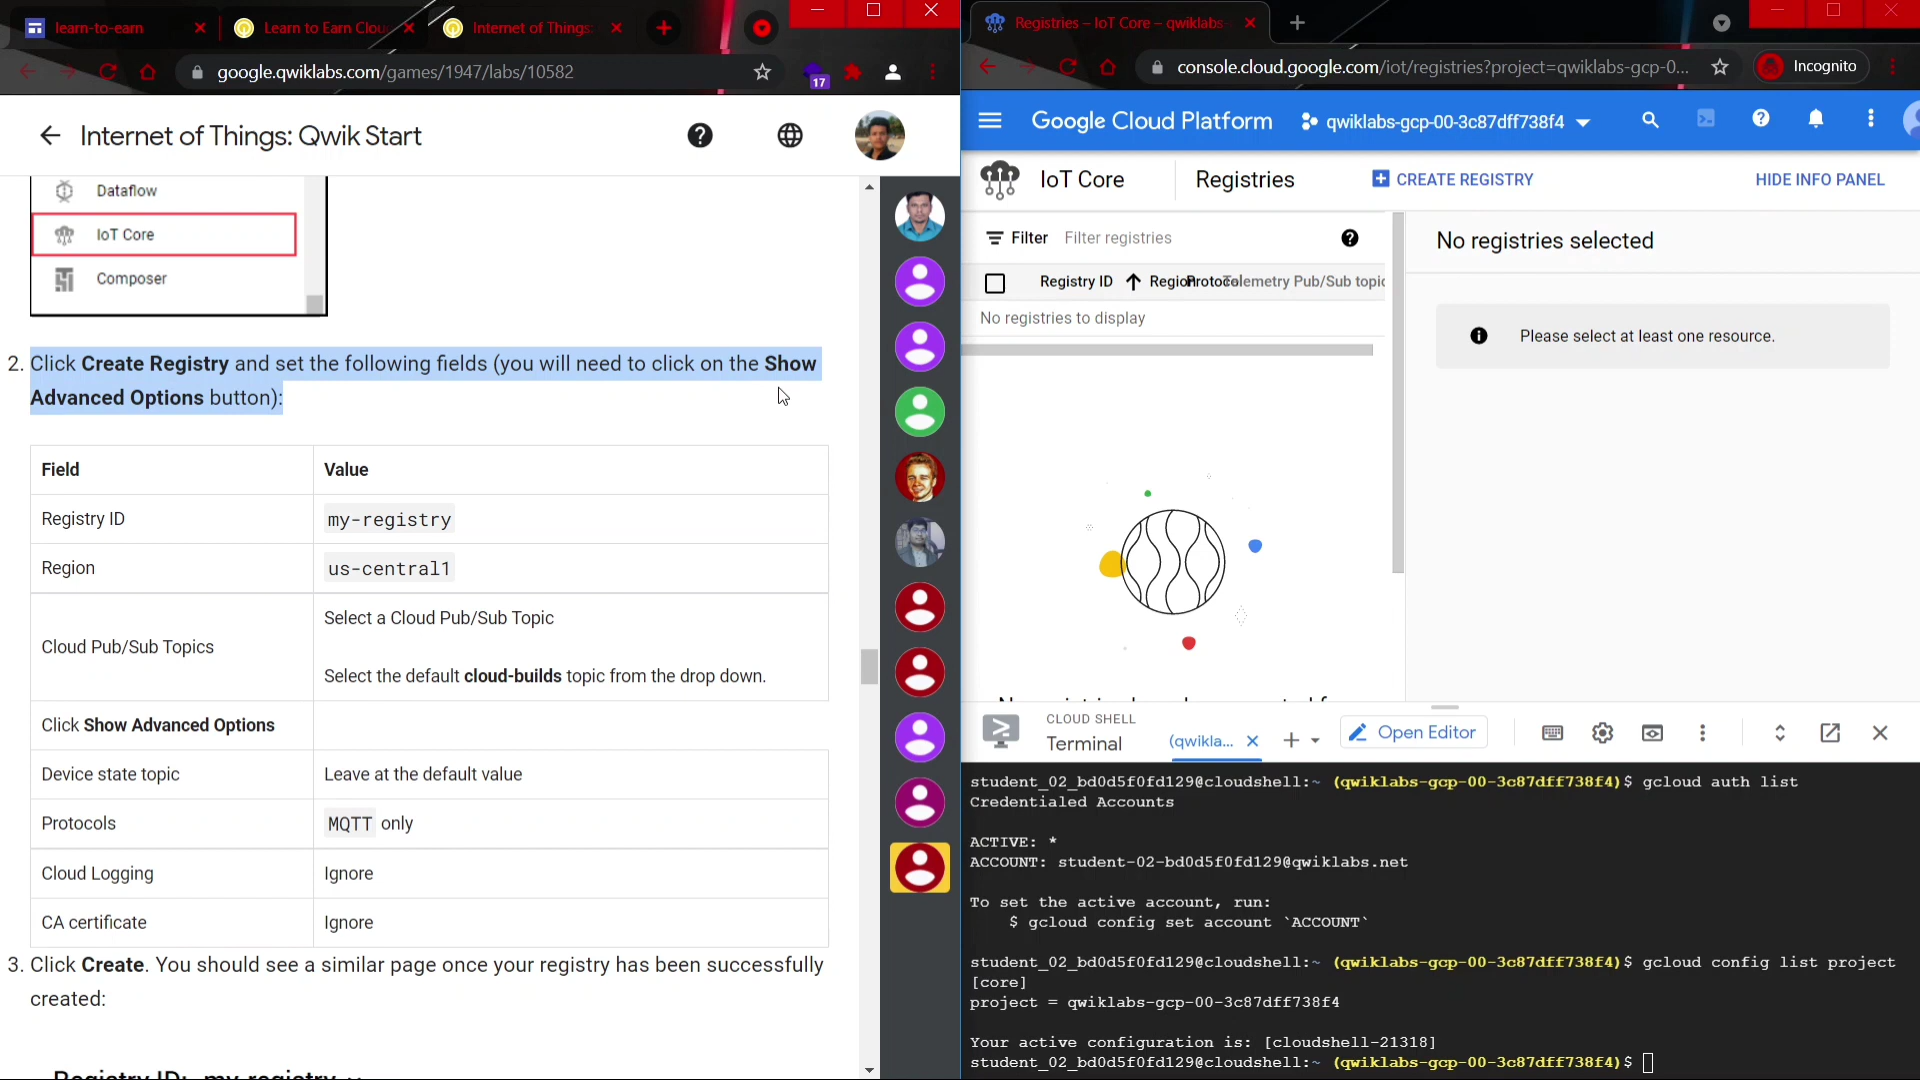 learn-to-earn
Learn to Earn Clou
Internet of Things:
google.qwiklabs.com/games/1947/labs/10582
17
Internet of Things: Qwik Start
Dataflow
IoT Core
Composer
2. Click Create Registry and set the following fields (you will need to click on the Show
Advanced Options button):
Field Value
Registry ID my-registry
Region us-central1
Cloud Pub/Sub Topics
Select a Cloud Pub/Sub Topic
Select the default cloud-builds topic from the drop down.
Click Show Advanced Options
Device state topic Leave at the default value
Protocols MQTT only
Cloud Logging Ignore
CA certificate Ignore
3. Click Create. You should see a similar page once your registry has been successfully
created:
Registry ID: my-registry
Registries – IoT Core – qwiklabs-
console.cloud.google.com/iot/registries?project=qwiklabs-gcp-0...
Incognito
Google Cloud Platform
qwiklabs-gcp-00-3c87dff738f4
IoT Core
Registries
CREATE REGISTRY
HIDE INFO PANEL
Filter Filter registries
Registry ID Region Protocol Telemetry Pub/Sub topic
No registries to display
No registries selected
Please select at least one resource.
CLOUD SHELL
Terminal
(qwikla...
Open Editor
student_02_bd0d5f0fd129@cloudshell:~ (qwiklabs-gcp-00-3c87dff738f4)$ gcloud auth list
Credentialed Accounts
ACTIVE: *
ACCOUNT: student-02-bd0d5f0fd129@qwiklabs.net
To set the active account, run:
$ gcloud config set account `ACCOUNT`
student_02_bd0d5f0fd129@cloudshell:~ (qwiklabs-gcp-00-3c87dff738f4)$ gcloud config list project
[core]
project = qwiklabs-gcp-00-3c87dff738f4
Your active configuration is: [cloudshell-21318]
student_02_bd0d5f0fd129@cloudshell:~ (qwiklabs-gcp-00-3c87dff738f4)$